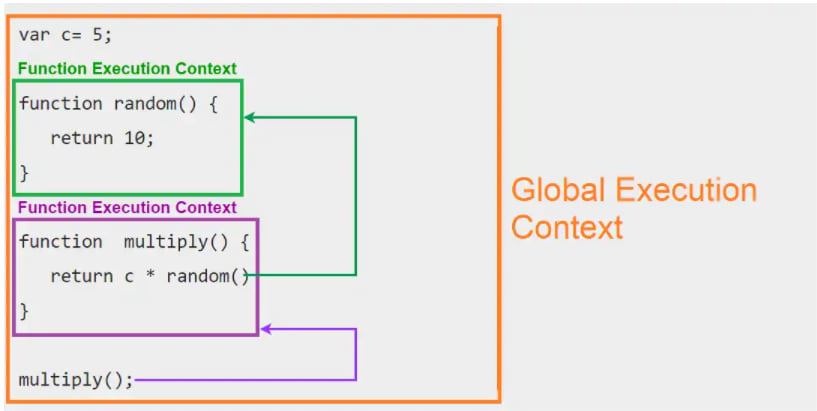 var c= 5;
Function Execution Context
function random() {
return 10;
}
Function Execution Context
function multiply() {
return c * random()
}
multiply();
Global Execution
Context